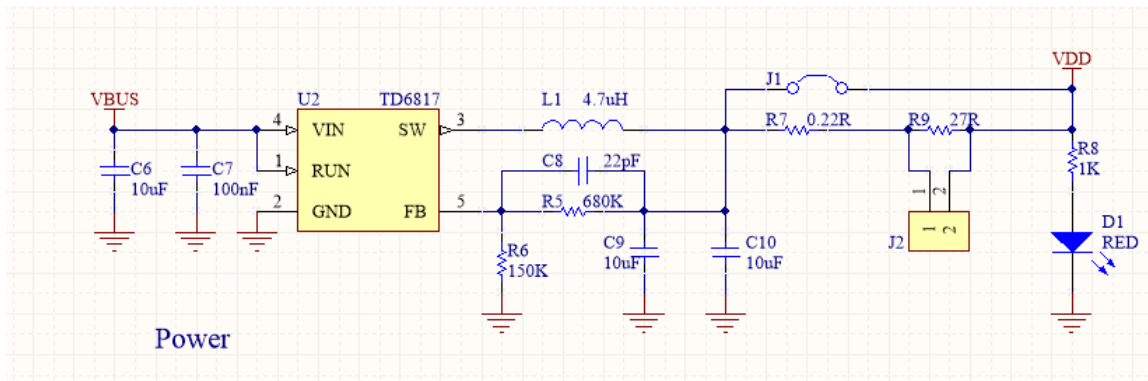 VDD
J1
VBUS
U2 TD6817
L1 4.7uH
4 VIN SW 3
R7 0.22R
R9 27R
C6
10uF
C7
100nF
1 RUN
C8 22pF
R8
1K
2 GND FB 5
R5 680K
1 2
1 2
J2
R6
150K
C9
10uF
C10
10uF
D1
RED
Power